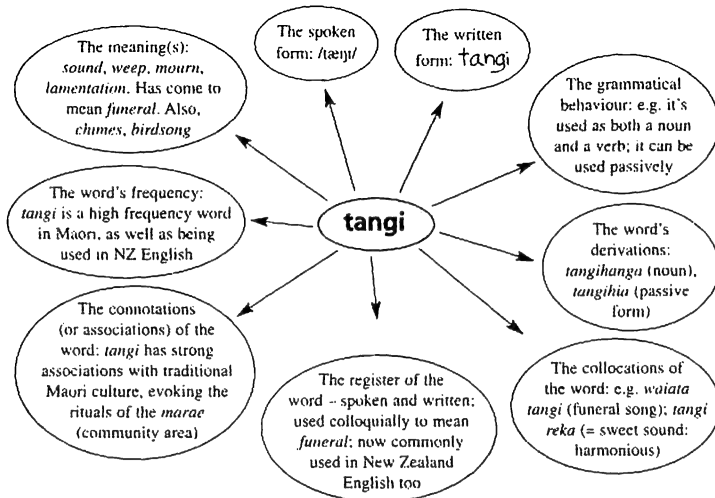 The meaning(s):
sound, weep, mourn,
lamentation. Has come to
mean funeral. Also,
chimes, birdsong
The spoken
form: /tæŋɪ/
The written
form: tangi
The grammatical
behaviour: e.g. it's
used as both a noun
and a verb; it can be
used passively
The word's frequency:
tangi is a high frequency word
in Maori, as well as being
used in NZ English
tangi
The word's
derivations:
tangihanga (noun),
tangihia (passive
form)
The connotations
(or associations) of the
word: tangi has strong
associations with traditional
Maori culture, evoking the
rituals of the marae
(community area)
The register of the
word – spoken and written;
used colloquially to mean
funeral; now commonly
used in New Zealand
English too
The collocations of
the word: e.g. waiata
tangi (funeral song); tangi
reka (= sweet sound:
harmonious)